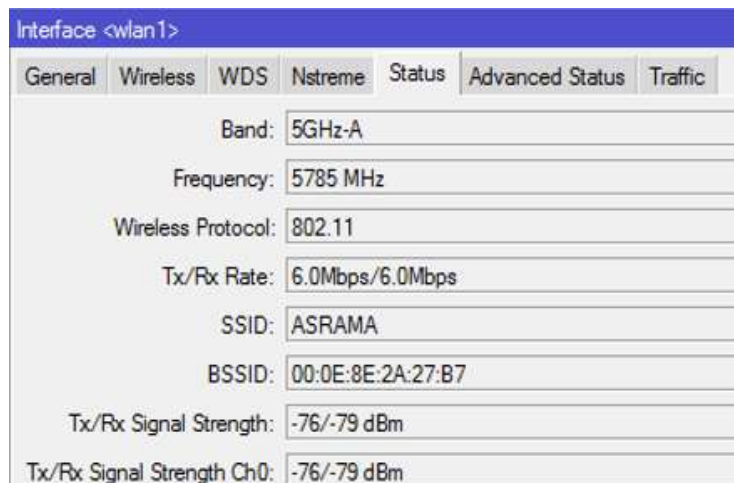 Interface <wlan1>
General Wireless WDS Nstreme Status Advanced Status Traffic
Band: 5GHz-A
Frequency: 5785 MHz
Wireless Protocol: 802.11
Tx/Rx Rate: 6.0Mbps/6.0Mbps
SSID: ASRAMA
BSSID: 00:0E:8E:2A:27:B7
Tx/Rx Signal Strength: -76/-79 dBm
Tx/Rx Signal Strength Ch0: -76/-79 dBm